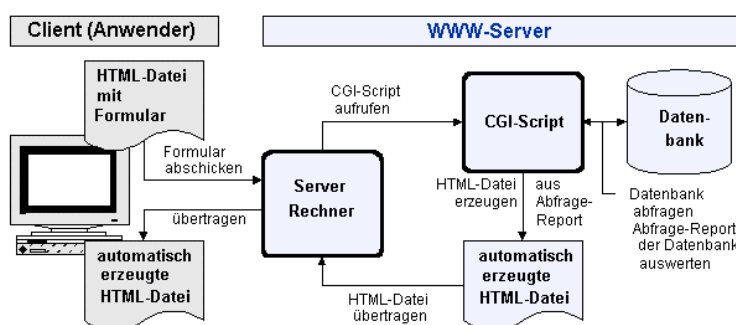 Client (Anwender)
WWW-Server
HTML-Datei
mit
Formular
Formular
abschicken
übertragen
automatisch
erzeugte
HTML-Datei
Server
Rechner
CGI-Script
aufrufen
CGI-Script
Daten-
bank
HTML-Datei
erzeugen
aus
Abfrage-
Report
Datenbank
abfragen
Abfrage-Report
der Datenbank
auswerten
automatisch
erzeugte
HTML-Datei
HTML-Datei
übertragen